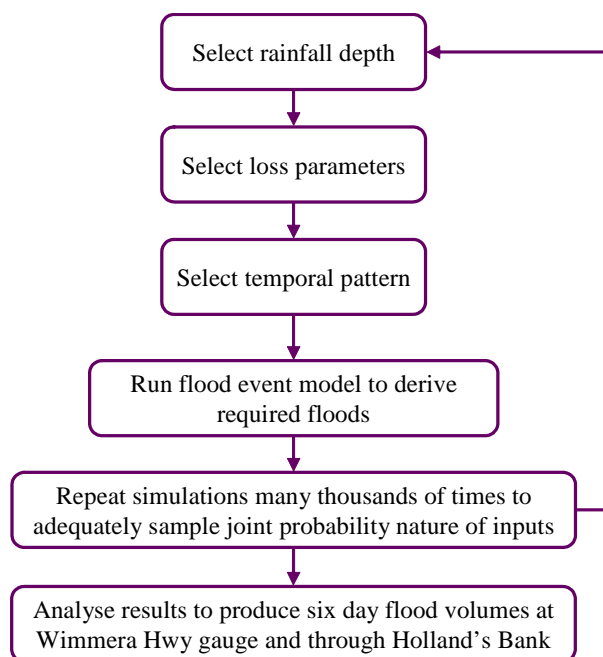 Select rainfall depth
Select loss parameters
Select temporal pattern
Run flood event model to derive
required floods
Repeat simulations many thousands of times to
adequately sample joint probability nature of inputs
Analyse results to produce six day flood volumes at
Wimmera Hwy gauge and through Holland’s Bank